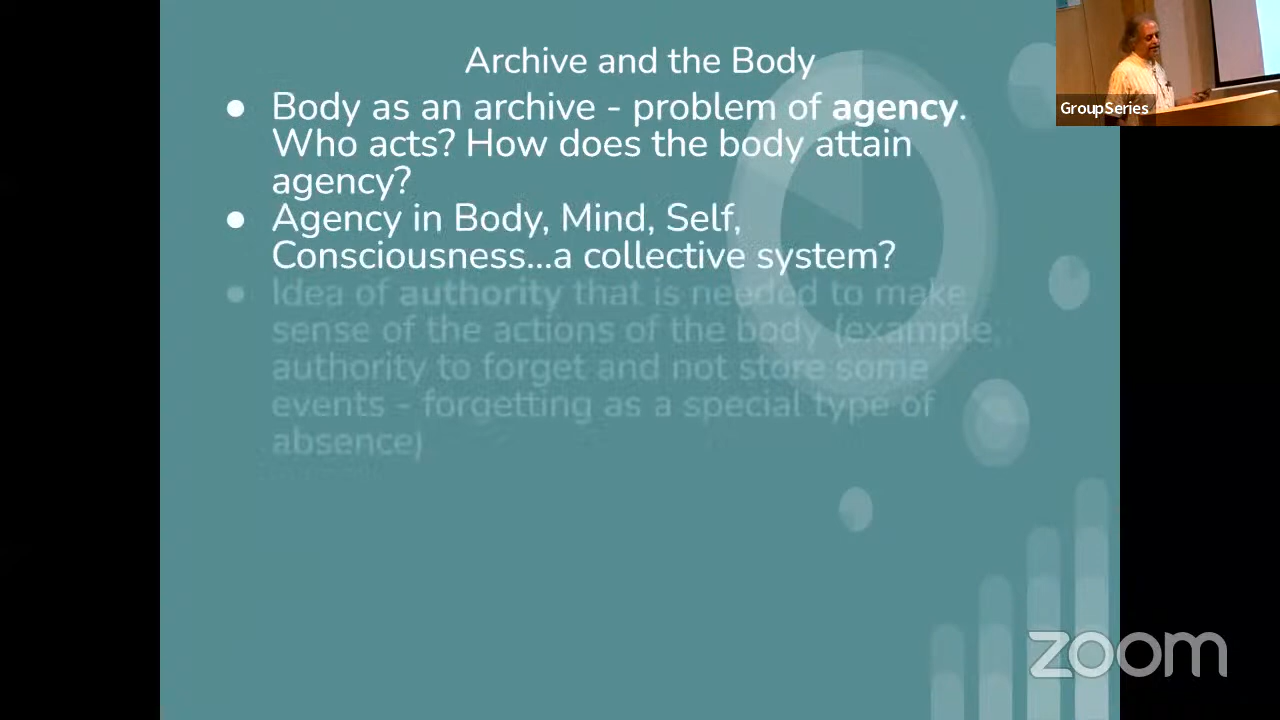 Archive and the Body
● Body as an archive - problem of agency.
Who acts? How does the body attain
agency?
● Agency in Body, Mind, Self,
Consciousness...a collective system?
● Idea of authority that is needed to make
sense of the actions of the body (example,
authority to forget and not store some
events - forgetting as a special type of
absence)
GroupSeries
zoom